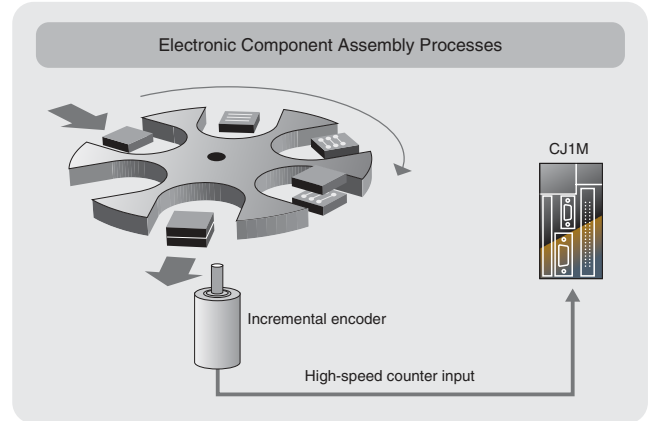 Electronic Component Assembly Processes
CJ1M
Incremental encoder
High-speed counter input